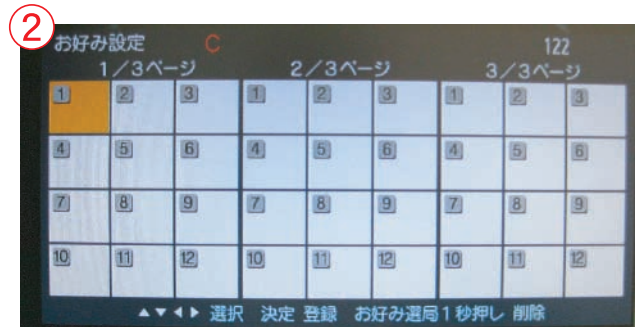 ②
お好み設定 C 122
1／3ページ 2／3ページ 3／3ページ
1 2 3 1 2 3 1 2 3
4 5 6 4 5 6 4 5 6
7 8 9 7 8 9 7 8 9
10 11 12 10 11 12 10 11 12
▲▼◀▶ 選択 決定 登録 お好み選局1秒押し 削除